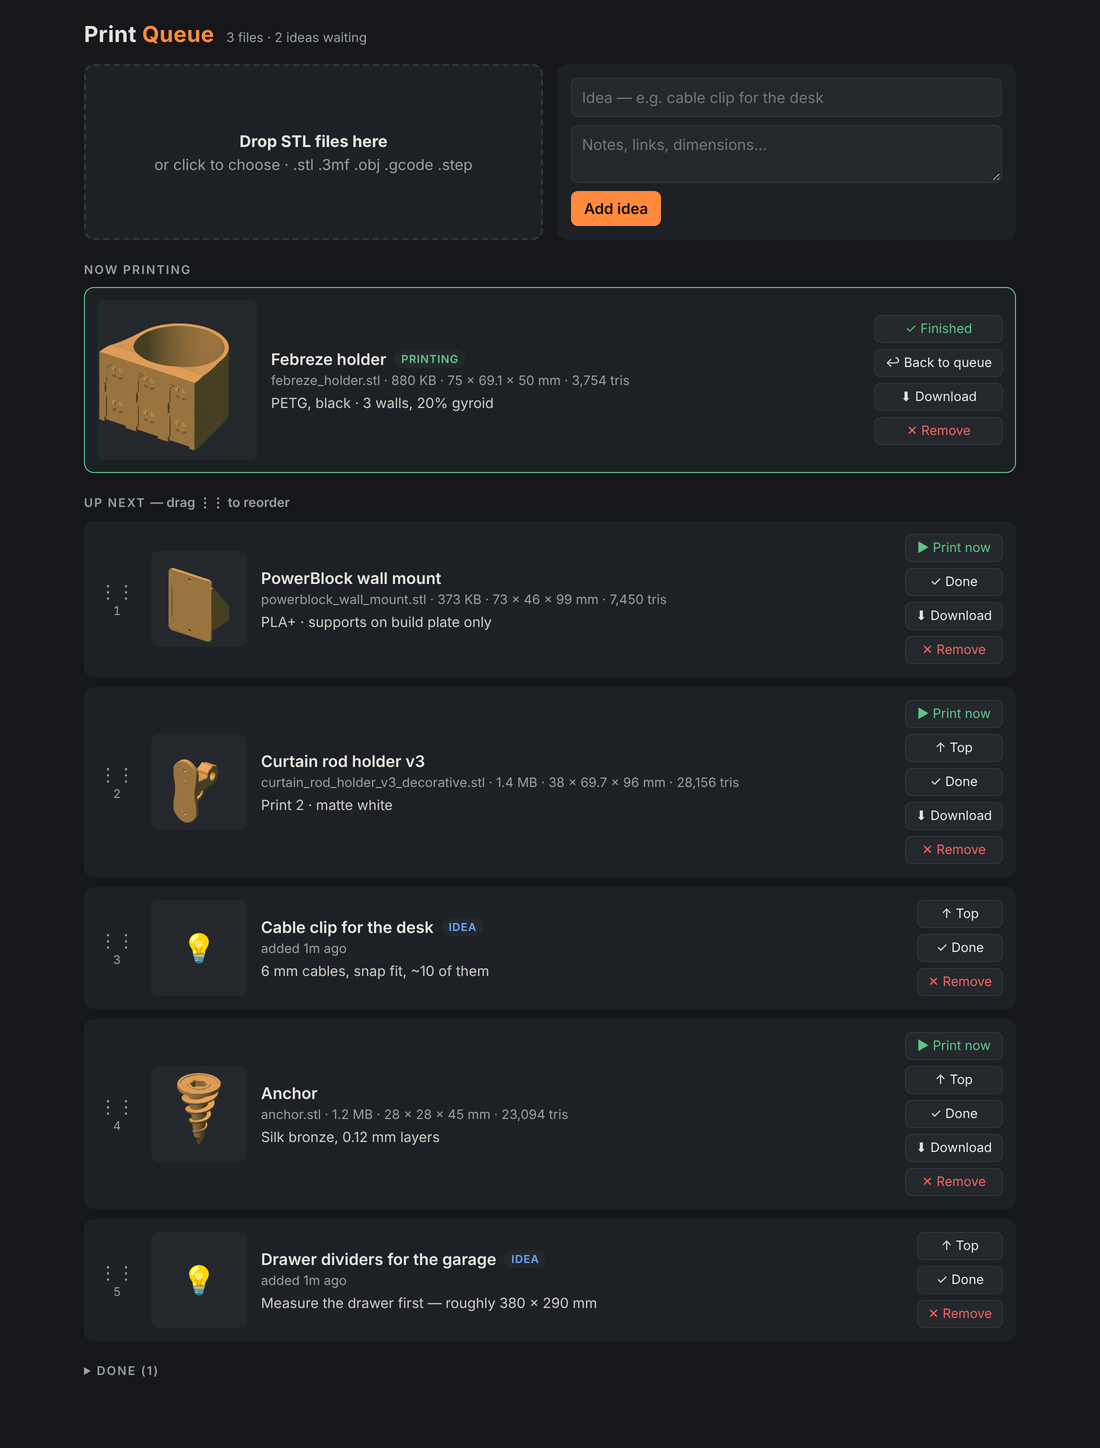 Print Queue 3 files · 2 ideas waiting
Drop STL files here
or click to choose · .stl .3mf .obj .gcode .step
Idea — e.g. cable clip for the desk
Notes, links, dimensions...
Add idea
NOW PRINTING
Febreze holder PRINTING
febreze_holder.stl · 880 KB · 75 × 69.1 × 50 mm · 3,754 tris
PETG, black · 3 walls, 20% gyroid
✓ Finished
↩ Back to queue
⬇ Download
✕ Remove
UP NEXT — drag ⋮⋮ to reorder
⋮⋮
1
PowerBlock wall mount
powerblock_wall_mount.stl · 373 KB · 73 × 46 × 99 mm · 7,450 tris
PLA+ · supports on build plate only
▶ Print now
✓ Done
⬇ Download
✕ Remove
⋮⋮
2
Curtain rod holder v3
curtain_rod_holder_v3_decorative.stl · 1.4 MB · 38 × 69.7 × 96 mm · 28,156 tris
Print 2 · matte white
▶ Print now
↑ Top
✓ Done
⬇ Download
✕ Remove
⋮⋮
3
Cable clip for the desk IDEA
added 1m ago
6 mm cables, snap fit, ~10 of them
↑ Top
✓ Done
✕ Remove
⋮⋮
4
Anchor
anchor.stl · 1.2 MB · 28 × 28 × 45 mm · 23,094 tris
Silk bronze, 0.12 mm layers
▶ Print now
↑ Top
✓ Done
⬇ Download
✕ Remove
⋮⋮
5
Drawer dividers for the garage IDEA
added 1m ago
Measure the drawer first — roughly 380 × 290 mm
↑ Top
✓ Done
✕ Remove
▶ DONE (1)